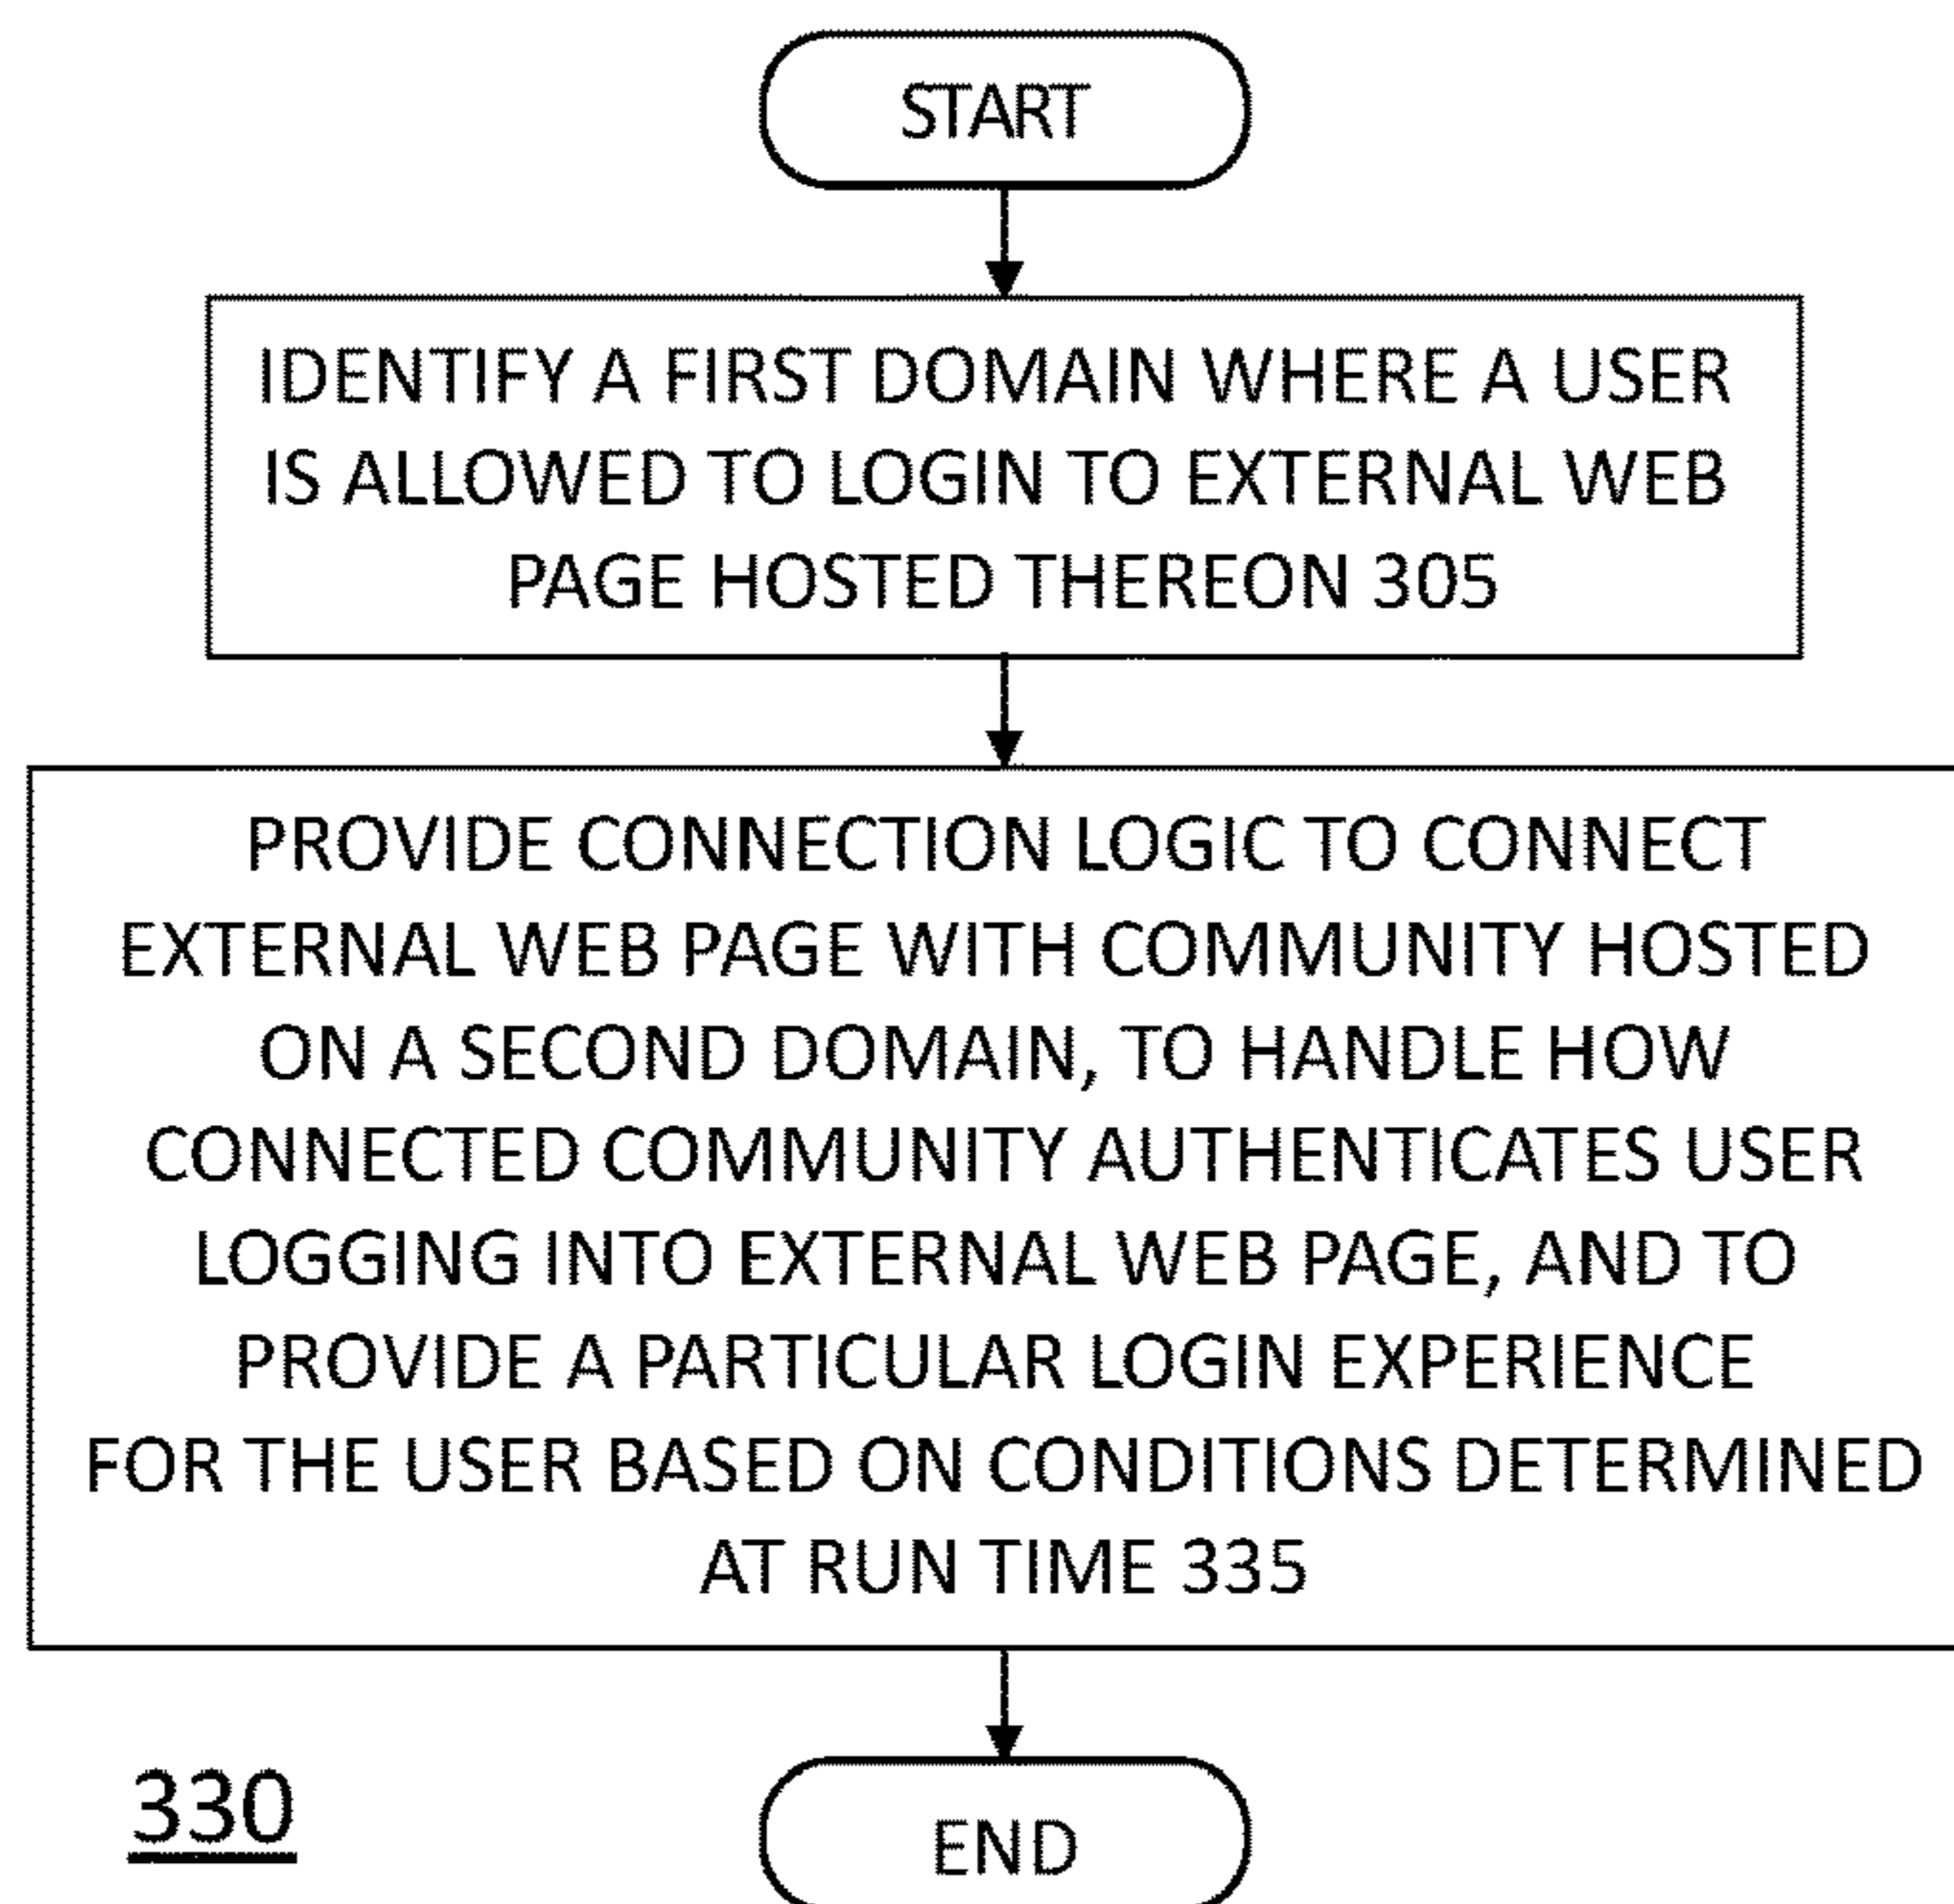 START
IDENTIFY A FIRST DOMAIN WHERE A USER
IS ALLOWED TO LOGIN TO EXTERNAL WEB
PAGE HOSTED THEREON 305
PROVIDE CONNECTION LOGIC TO CONNECT
EXTERNAL WEB PAGE WITH COMMUNITY HOSTED
ON A SECOND DOMAIN, TO HANDLE HOW
CONNECTED COMMUNITY AUTHENTICATES USER
LOGGING INTO EXTERNAL WEB PAGE, AND TO
PROVIDE A PARTICULAR LOGIN EXPERIENCE
FOR THE USER BASED ON CONDITIONS DETERMINED
AT RUN TIME 335
330
END